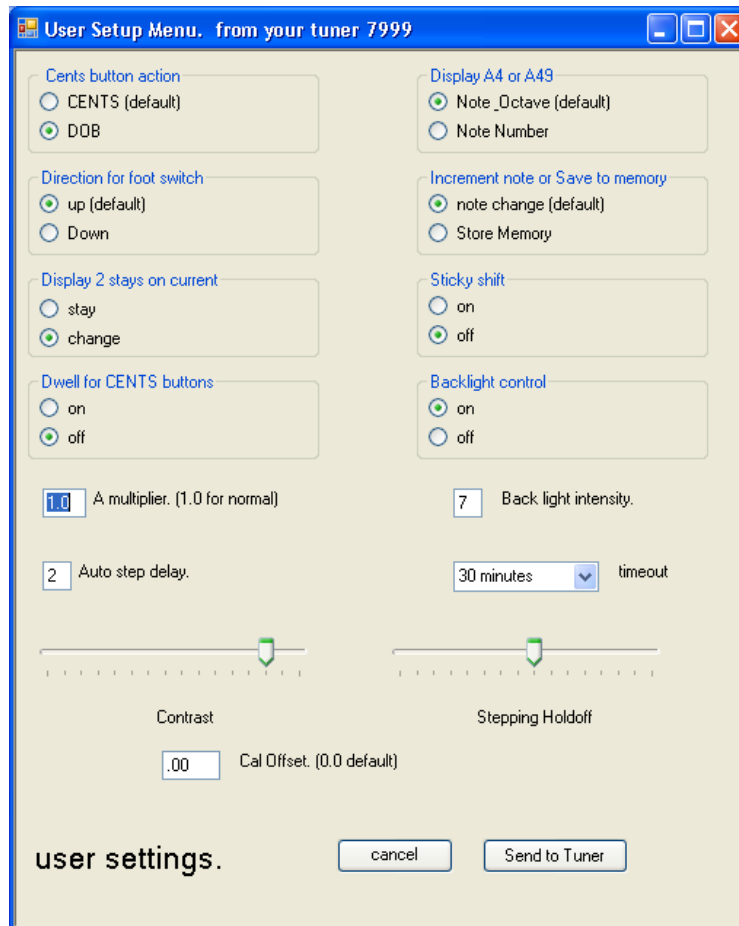 User Setup Menu.  from your tuner 7999
Cents button action
CENTS (default)
DOB
Display A4 or A49
Note_Octave (default)
Note Number
Direction for foot switch
up (default)
Down
Increment note or Save to memory
note change (default)
Store Memory
Display 2 stays on current
stay
change
Sticky shift
on
off
Dwell for CENTS buttons
on
off
Backlight control
on
off
1.0 A multiplier. (1.0 for normal)
7 Back light intensity.
2 Auto step delay.
30 minutes timeout
Contrast
Stepping Holdoff
.00 Cal Offset. (0.0 default)
user settings.
cancel
Send to Tuner